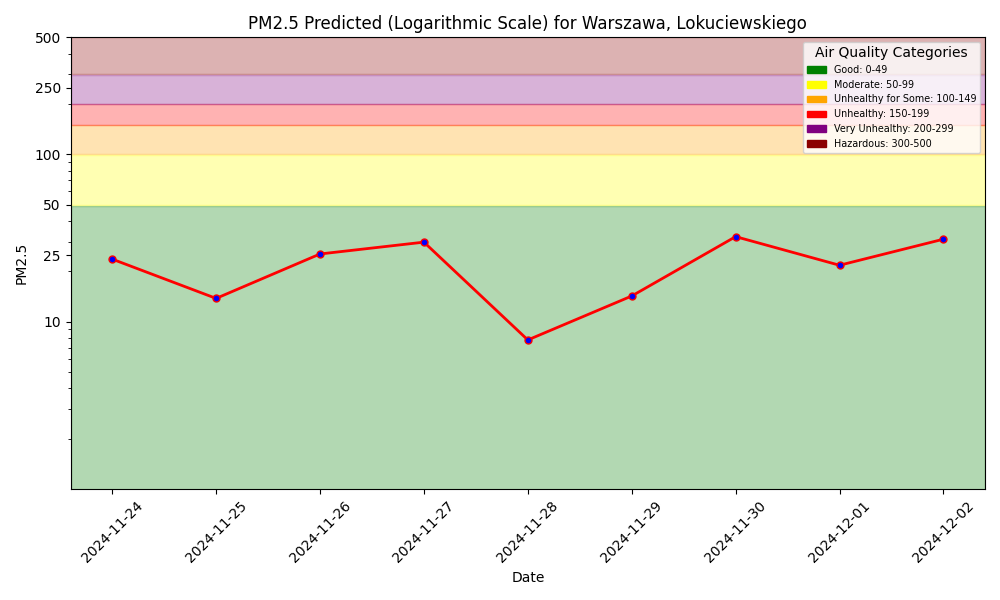 PM2.5 Predicted (Logarithmic Scale) for Warszawa, Lokuciewskiego
Air Quality Categories
Good: 0-49
Moderate: 50-99
Unhealthy for Some: 100-149
Unhealthy: 150-199
Very Unhealthy: 200-299
Hazardous: 300-500
500
250
100
50
25
10
PM2.5
2024-11-24
2024-11-25
2024-11-26
2024-11-27
2024-11-28
2024-11-29
2024-11-30
2024-12-01
2024-12-02
Date